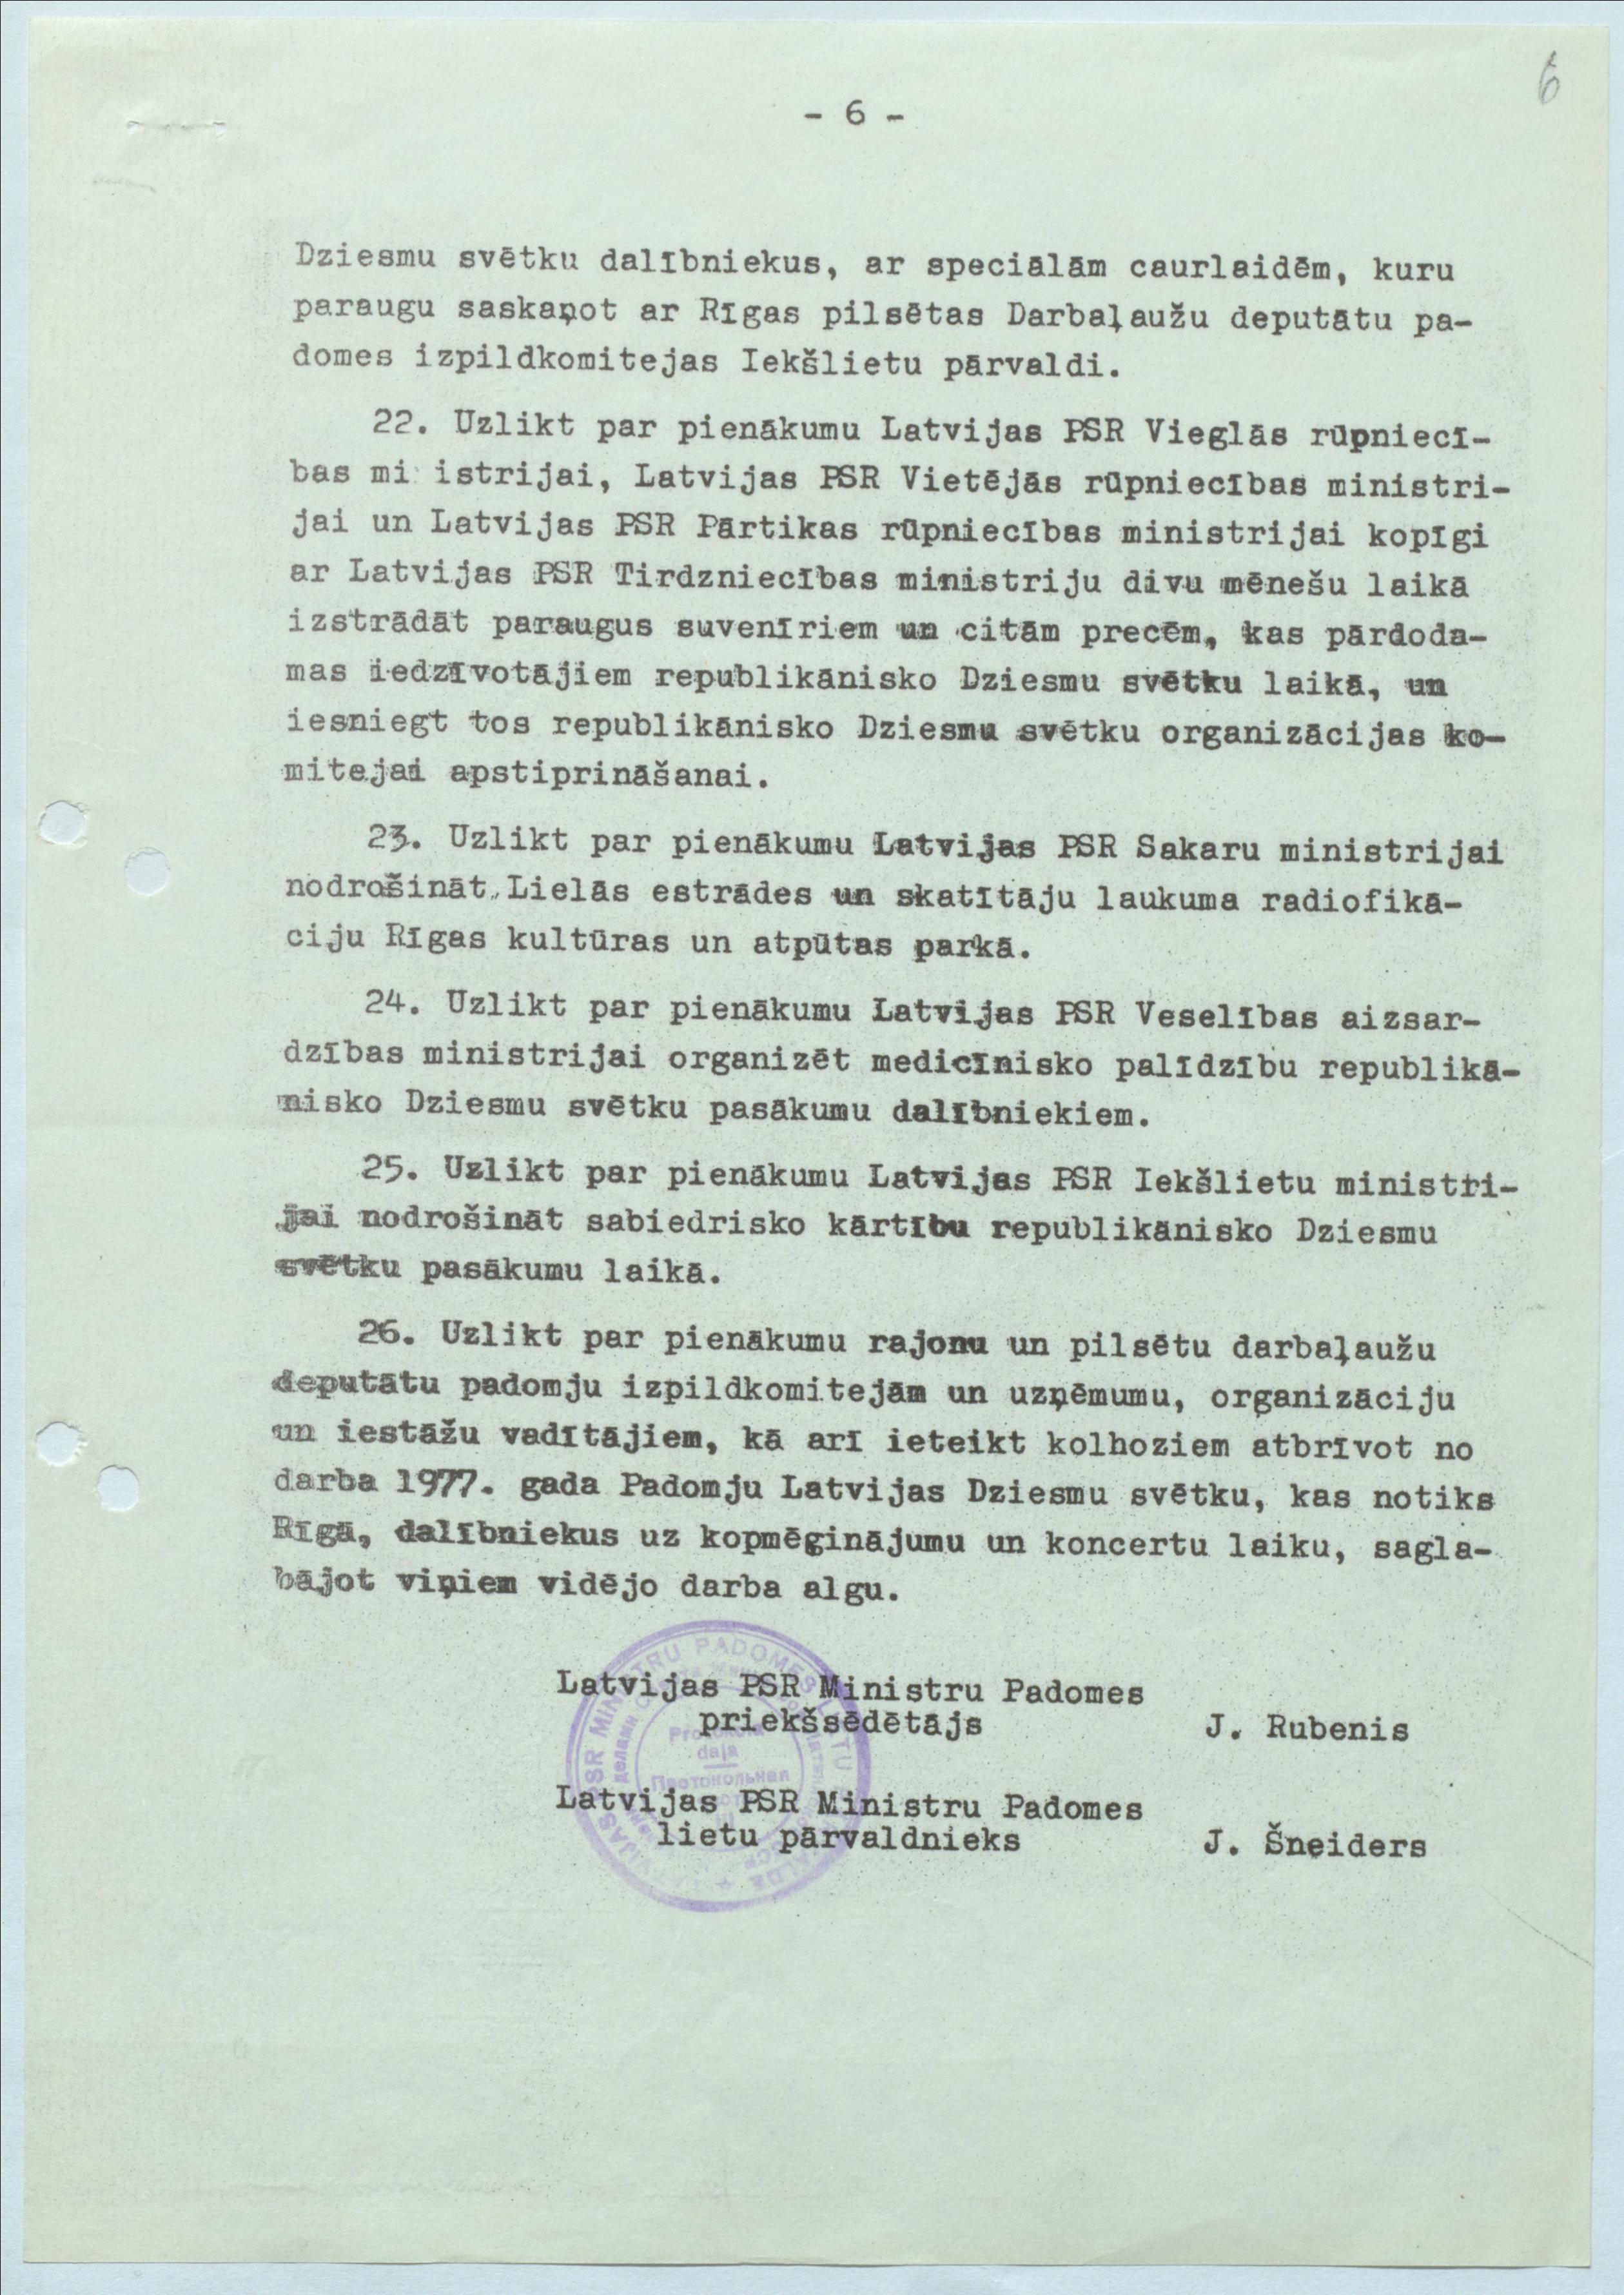 6
- 6 -
Dziesmu svētku dalībniekus, ar speciālām caurlaidēm, kuru
paraugu saskaņot ar Rīgas pilsētas Darbaļaužu deputātu pa-
domes izpildkomitejas Iekšlietu pārvaldi.
22. Uzlikt par pienākumu Latvijas PSR Vieglās rūpniecī-
bas mi istrijai, Latvijas PSR Vietējās rūpniecības ministri-
jai un Latvijas PSR Pārtikas rūpniecības ministrijai kopīgi
ar Latvijas PSR Tirdzniecības ministriju divu mēnešu laikā
izstrādāt paraugus suvenīriem un citām precēm, kas pārdoda-
mas iedzīvotājiem republikānisko Dziesmu svētku laikā, un
iesniegt tos republikānisko Dziesmu svētku organizācijas ko-
mitejai apstiprināšanai.
23. Uzlikt par pienākumu Latvijas PSR Sakaru ministrijai
nodrošināt Lielās estrādes un skatītāju laukuma radiofikā-
ciju Rīgas kultūras un atpūtas parkā.
24. Uzlikt par pienākumu Latvijas PSR Veselības aizsar-
dzības ministrijai organizēt medicīnisko palīdzību republikā-
nisko Dziesmu svētku pasākumu dalībniekiem.
25. Uzlikt par pienākumu Latvijas PSR Iekšlietu ministri-
jai nodrošināt sabiedrisko kārtību republikānisko Dziesmu
svētku pasākumu laikā.
26. Uzlikt par pienākumu rajonu un pilsētu darbaļaužu
deputātu padomju izpildkomitejām un uzņēmumu, organizāciju
un iestāžu vadītājiem, kā arī ieteikt kolhoziem atbrīvot no
darba 1977. gada Padomju Latvijas Dziesmu svētku, kas notiks
Rīgā, dalībniekus uz kopmēģinājumu un koncertu laiku, sagla-
bājot viņiem vidējo darba algu.
Latvijas PSR Ministru Padomes
priekšsēdētājs J. Rubenis
Latvijas PSR Ministru Padomes
lietu pārvaldnieks J. Šneiders
LATVIJAS PSR MINISTRU PADOMES LIETU
Protokola
daļa
Протокольная